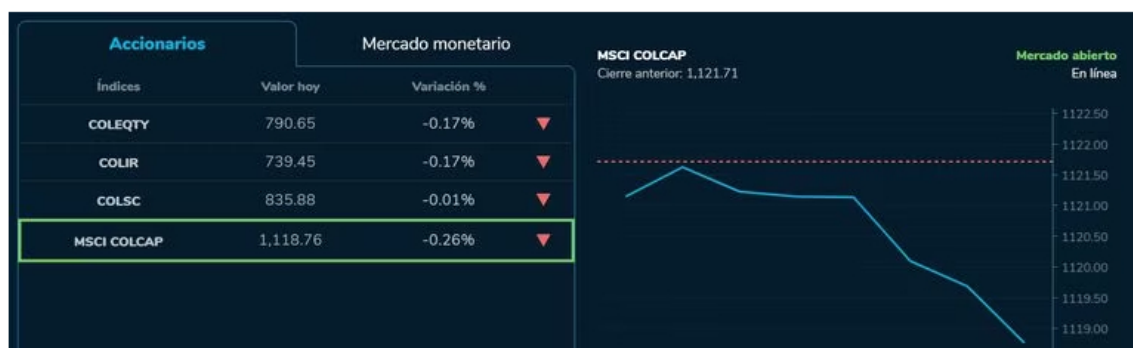 Accionarios
Mercado monetario
Índices Valor hoy Variación %
COLEQTY 790.65 -0.17%
COLIR 739.45 -0.17%
COLSC 835.88 -0.01%
MSCI COLCAP 1,118.76 -0.26%
MSCI COLCAP
Cierre anterior: 1,121.71
Mercado abierto
En línea
1122.50
1122.00
1121.50
1121.00
1120.50
1120.00
1119.50
1119.00